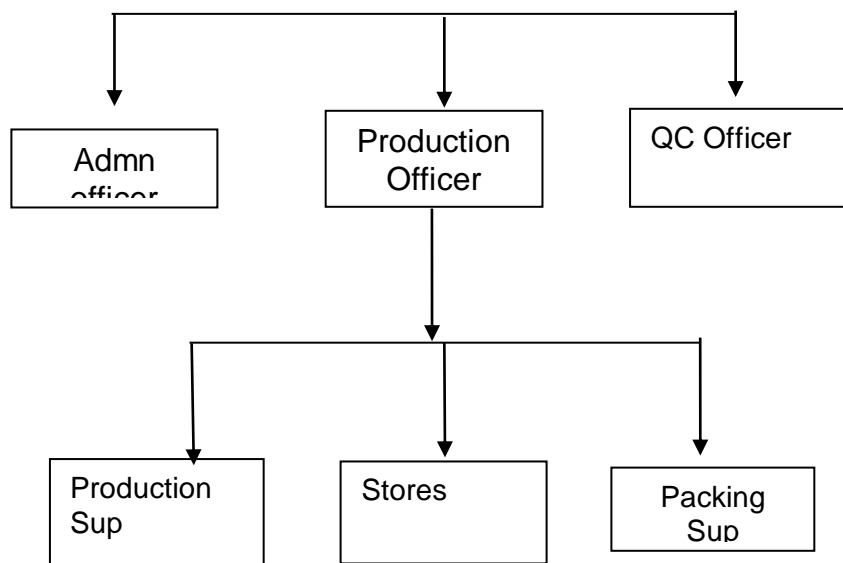 Admn
officer
Production
Officer
QC Officer
Production
Sup
Stores
Packing
Sup